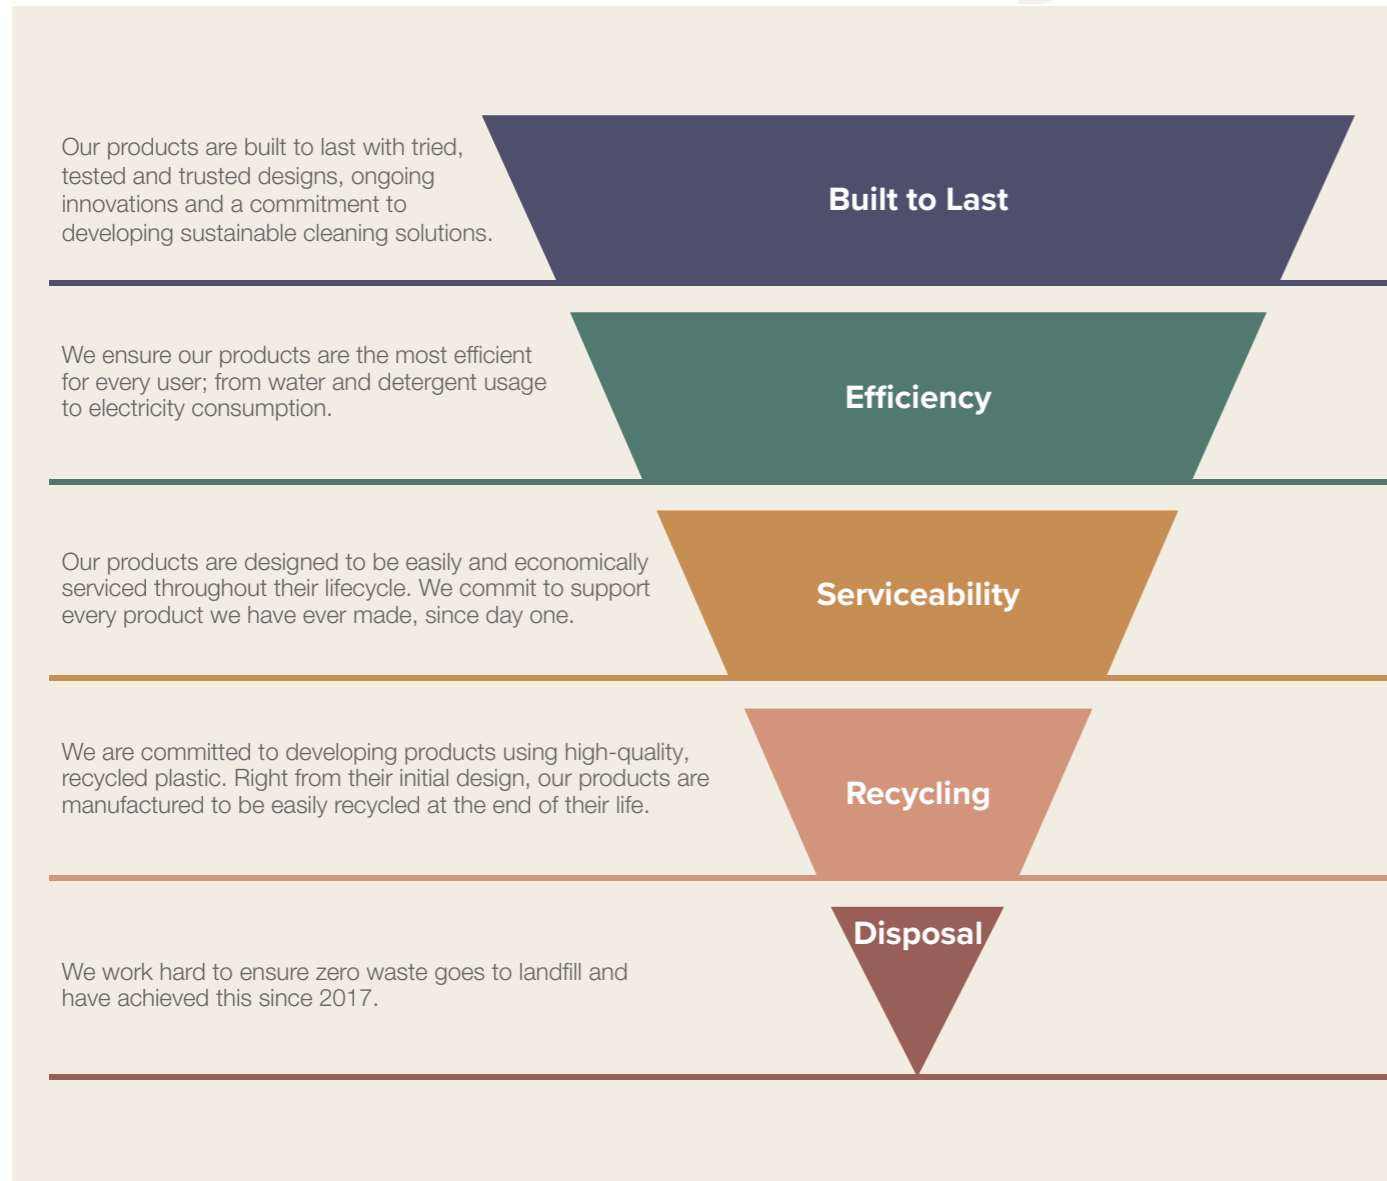 Our products are built to last with tried,
tested and trusted designs, ongoing
innovations and a commitment to
developing sustainable cleaning solutions.
Built to Last
We ensure our products are the most efficient
for every user; from water and detergent usage
to electricity consumption.
Efficiency
Our products are designed to be easily and economically
serviced throughout their lifecycle. We commit to support
every product we have ever made, since day one.
Serviceability
We are committed to developing products using high-quality,
recycled plastic. Right from their initial design, our products are
manufactured to be easily recycled at the end of their life.
Recycling
Disposal
We work hard to ensure zero waste goes to landfill and
have achieved this since 2017.